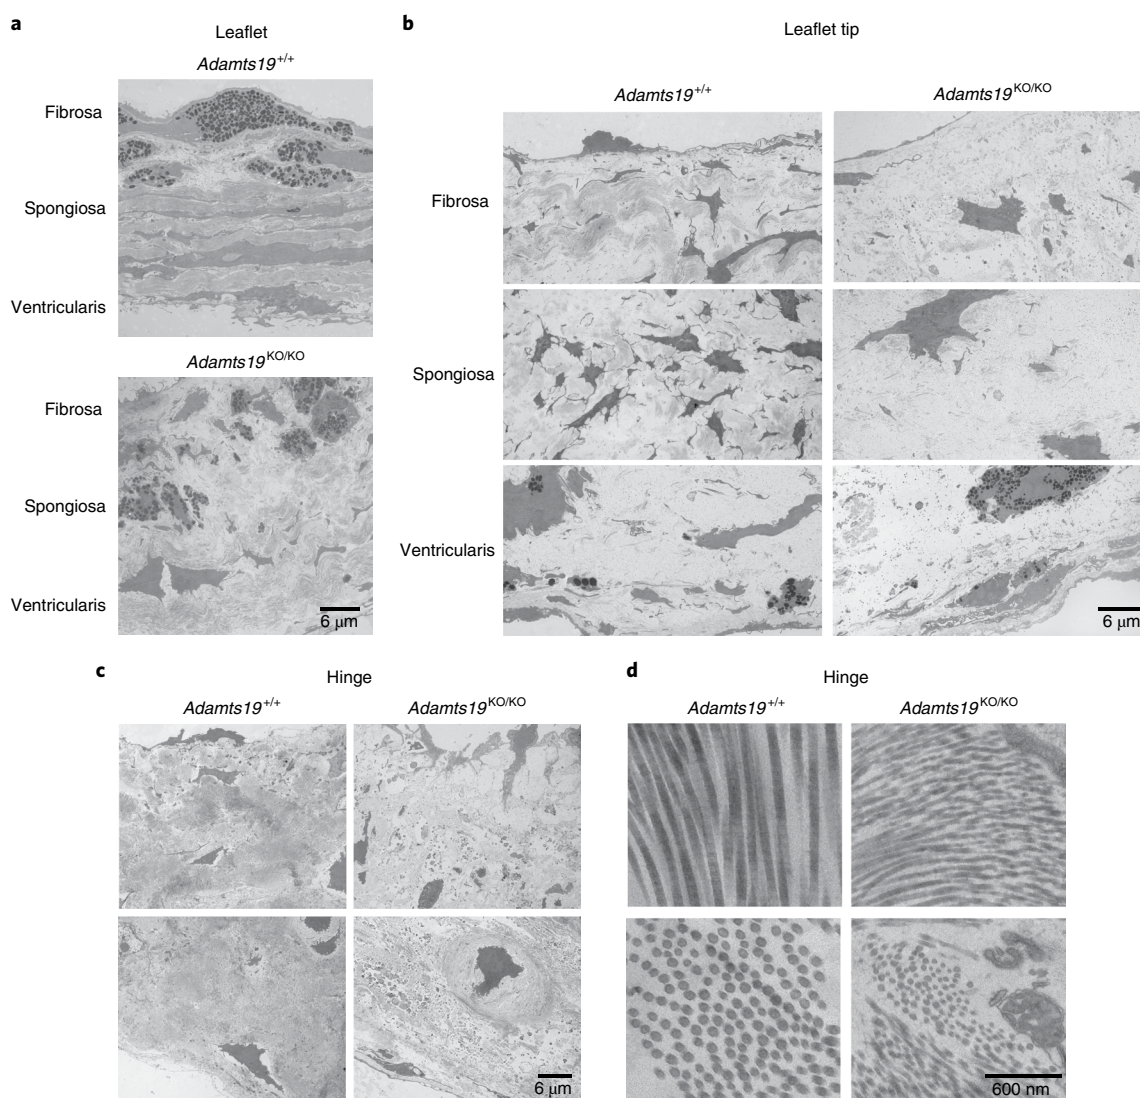 a
Leaflet
Adamts19+/+
Fibrosa
Spongiosa
Ventricularis
Adamts19KO/KO
Fibrosa
Spongiosa
Ventricularis
6 μm
b
Leaflet tip
Adamts19+/+
Adamts19KO/KO
Fibrosa
Spongiosa
Ventricularis
6 μm
c
Hinge
Adamts19+/+
Adamts19KO/KO
6 μm
d
Hinge
Adamts19+/+
Adamts19KO/KO
600 nm